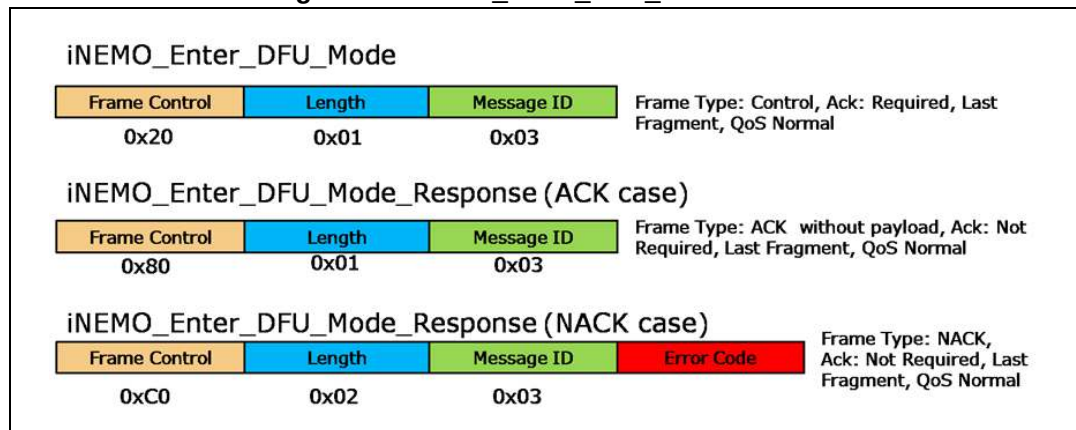 iNEMO_Enter_DFU_Mode
Frame Control Length Message ID
0x20 0x01 0x03
Frame Type: Control, Ack: Required, Last
Fragment, QoS Normal
iNEMO_Enter_DFU_Mode_Response (ACK case)
Frame Control Length Message ID
0x80 0x01 0x03
Frame Type: ACK without payload, Ack: Not
Required, Last Fragment, QoS Normal
iNEMO_Enter_DFU_Mode_Response (NACK case)
Frame Control Length Message ID Error Code
0xC0 0x02 0x03
Frame Type: NACK,
Ack: Not Required, Last
Fragment, QoS Normal